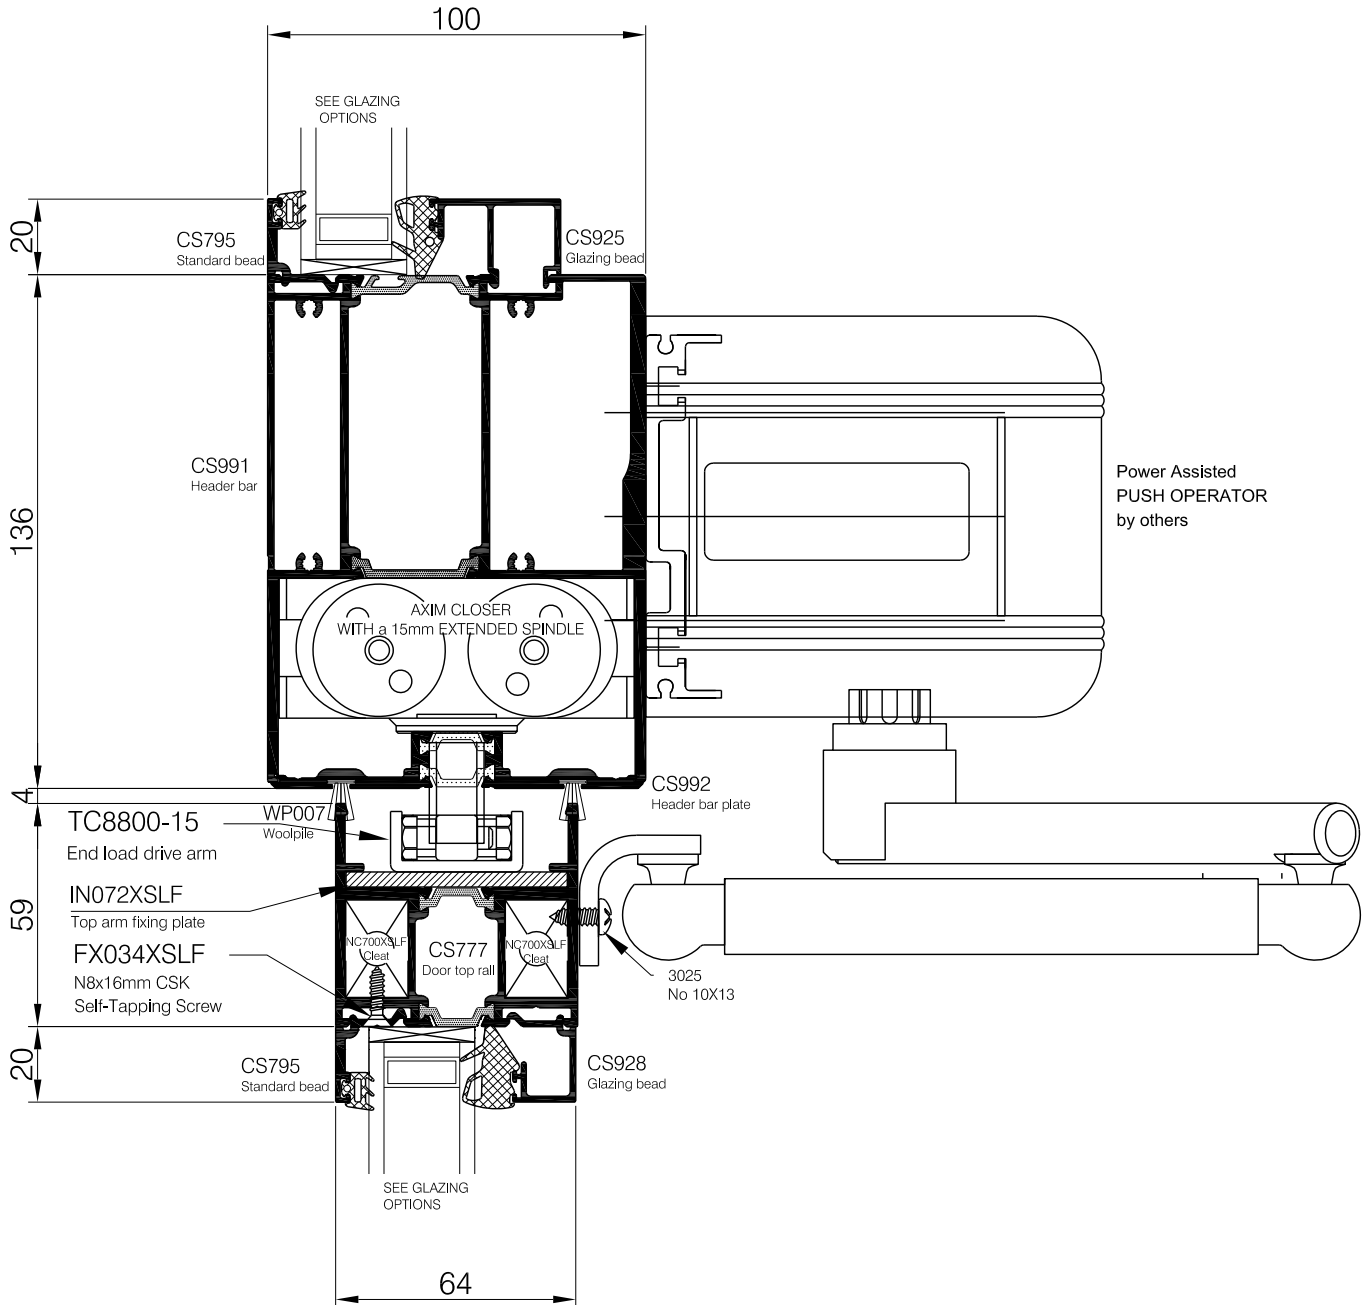 100
SEE GLAZING
OPTIONS
20
CS795
Standard bead
CS925
Glazing bead
CS991
Header bar
136
Power Assisted
PUSH OPERATOR
by others
AXIM CLOSER
WITH a 15mm EXTENDED SPINDLE
4
CS992
Header bar plate
WP007
Woolpile
TC8800-15
End load drive arm
59
IN072XSLF
Top arm fixing plate
FX034XSLF
N8x16mm CSK
Self-Tapping Screw
NC700XSLF
Cleat
CS777
Door top rail
NC700XSLF
Cleat
3025
No 10X13
20
CS795
Standard bead
CS928
Glazing bead
SEE GLAZING
OPTIONS
64